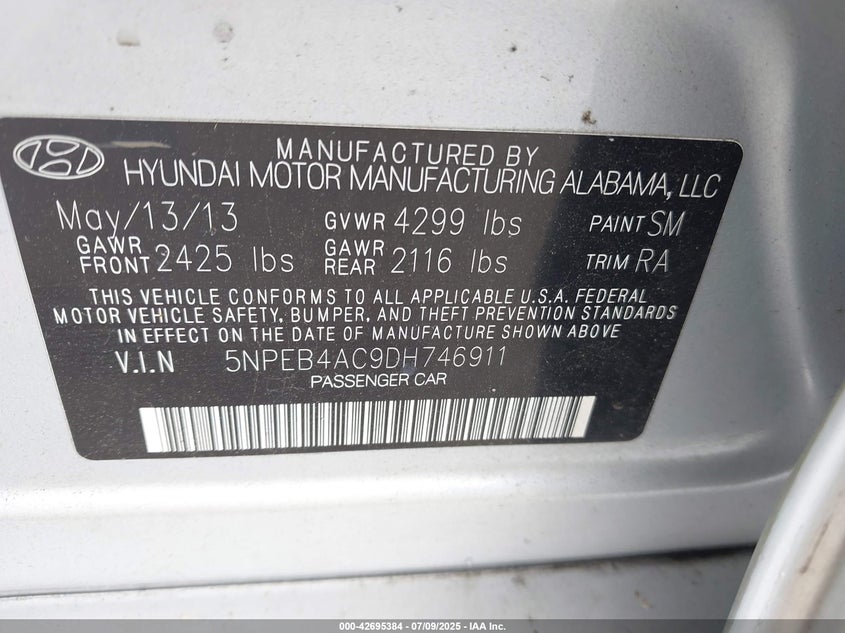 MANUFACTURED BY
HYUNDAI MOTOR MANUFACTURING ALABAMA, LLC
May/13/13 GVWR 4299 lbs PAINT SM
GAWR FRONT 2425 lbs GAWR REAR 2116 lbs TRIM RA
THIS VEHICLE CONFORMS TO ALL APPLICABLE U.S.A. FEDERAL
MOTOR VEHICLE SAFETY, BUMPER, AND THEFT PREVENTION STANDARDS
IN EFFECT ON THE DATE OF MANUFACTURE SHOWN ABOVE
V.I.N 5NPEB4AC9DH746911
PASSENGER CAR
000-42695384 - 07/09/2025 - IAA Inc.